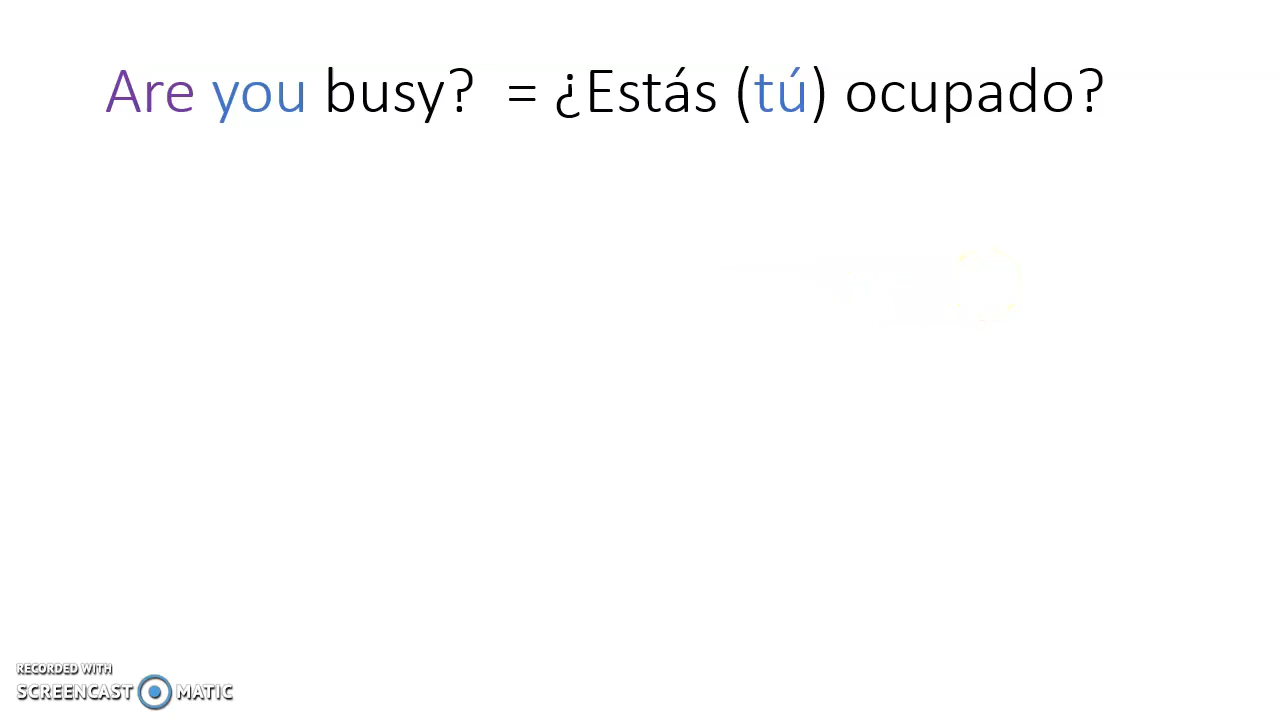 Are you busy? = ¿Estás (tú) ocupado?
RECORDED WITH
SCREENCAST MATIC